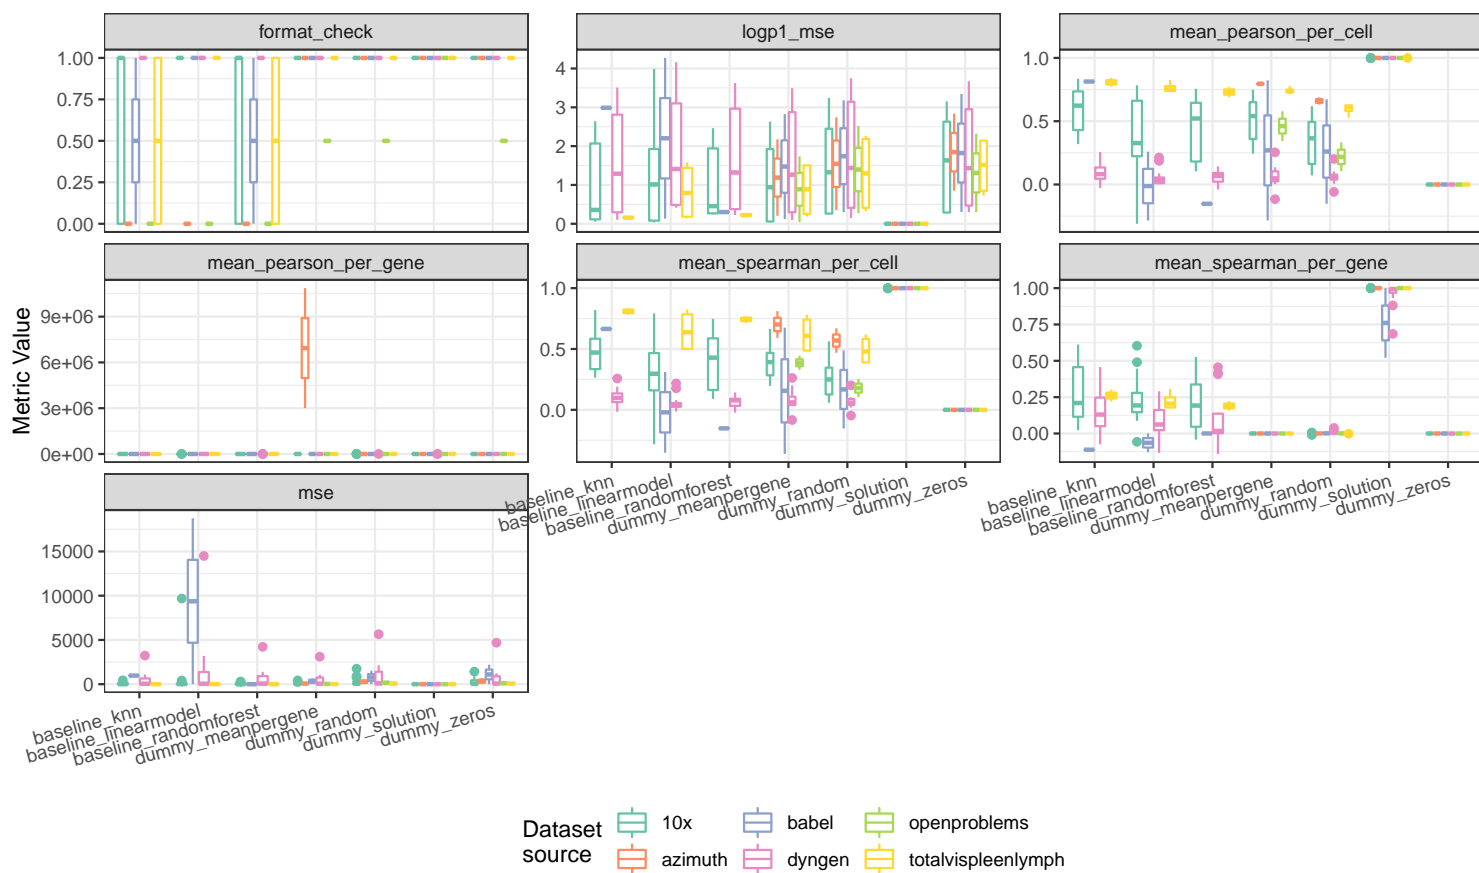 format_check
logp1_mse
mean_pearson_per_cell
1.00
0.75
0.50
0.25
0.00
4
3
2
1
0
1.0
0.5
0.0
mean_pearson_per_gene
mean_spearman_per_cell
mean_spearman_per_gene
Metric Value
9e+06
6e+06
3e+06
0e+00
1.0
0.5
0.0
1.00
0.75
0.50
0.25
0.00
baseline_knn
baseline_linearmodel
baseline_randomforest
dummy_meanpergene
dummy_random
dummy_solution
dummy_zeros
baseline_knn
baseline_linearmodel
baseline_randomforest
dummy_meanpergene
dummy_random
dummy_solution
dummy_zeros
mse
15000
10000
5000
0
baseline_knn
baseline_linearmodel
baseline_randomforest
dummy_meanpergene
dummy_random
dummy_solution
dummy_zeros
Dataset
source
10x
babel
openproblems
azimuth
dyngen
totalvispleenlymph